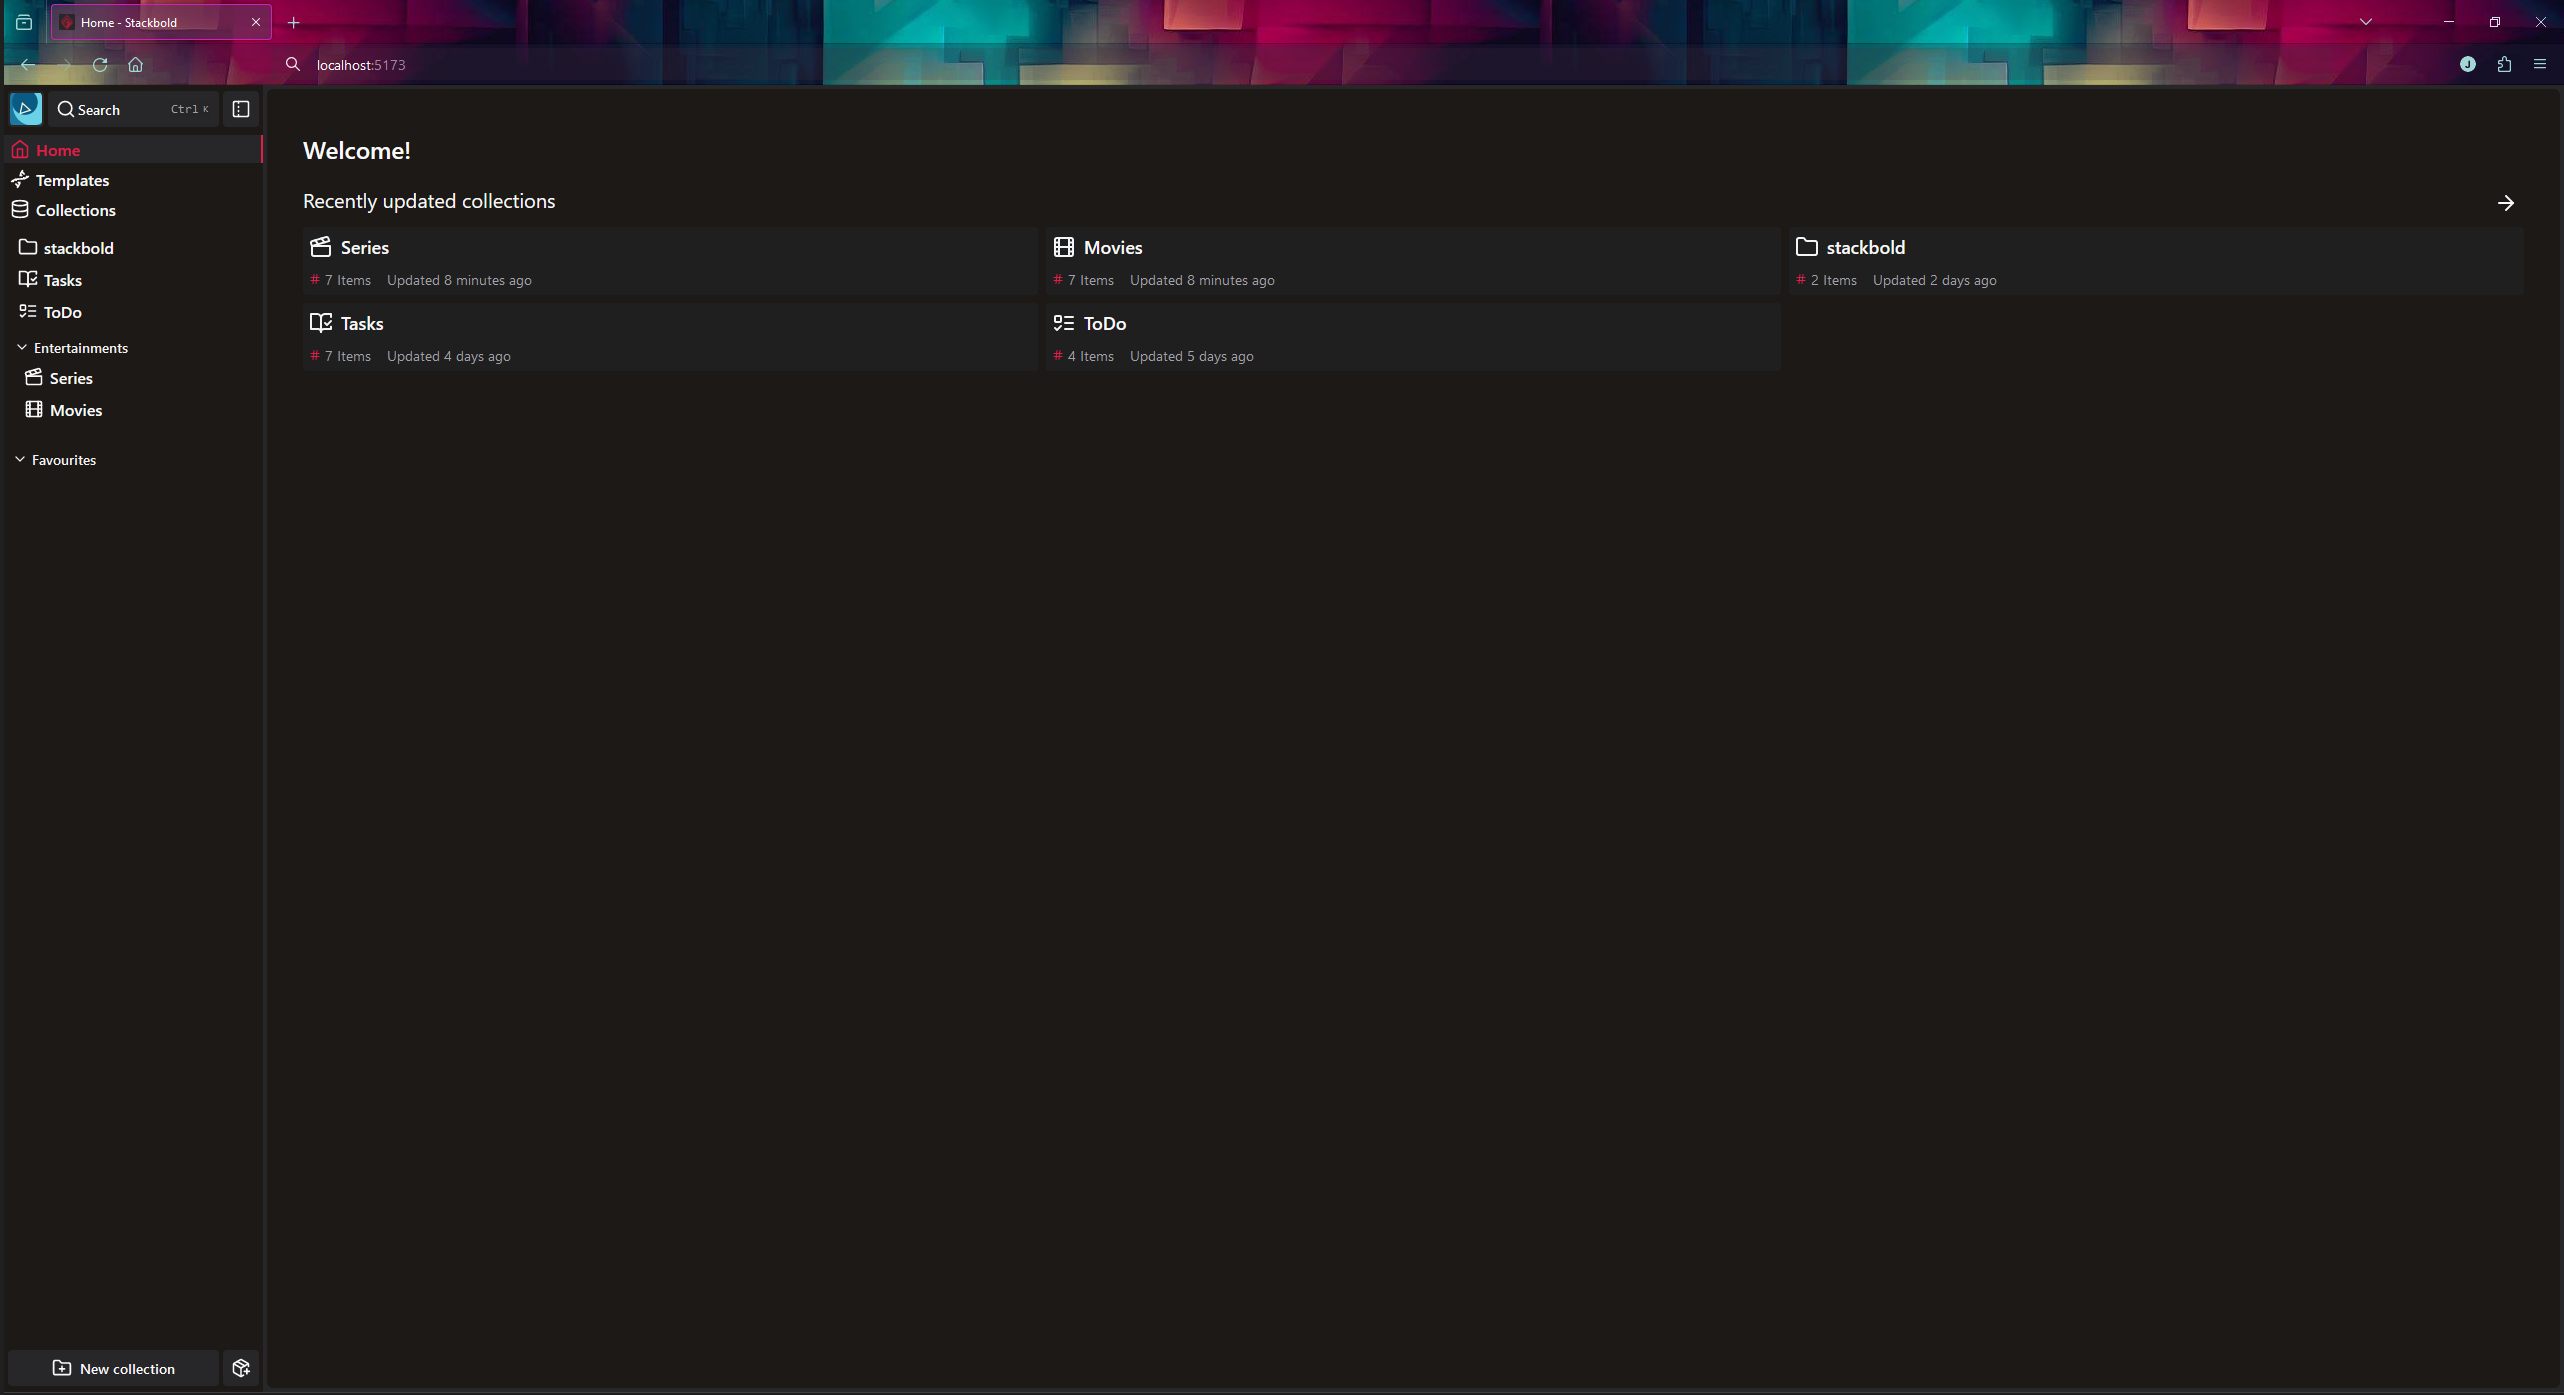 Home - Stackbold
localhost:5173
J
Search Ctrl K
Home
Templates
Collections
stackbold
Tasks
ToDo
Entertainments
Series
Movies
Favourites
New collection
Welcome!
Recently updated collections
Series
# 7 Items Updated 8 minutes ago
Movies
# 7 Items Updated 8 minutes ago
stackbold
# 2 Items Updated 2 days ago
Tasks
# 7 Items Updated 4 days ago
ToDo
# 4 Items Updated 5 days ago